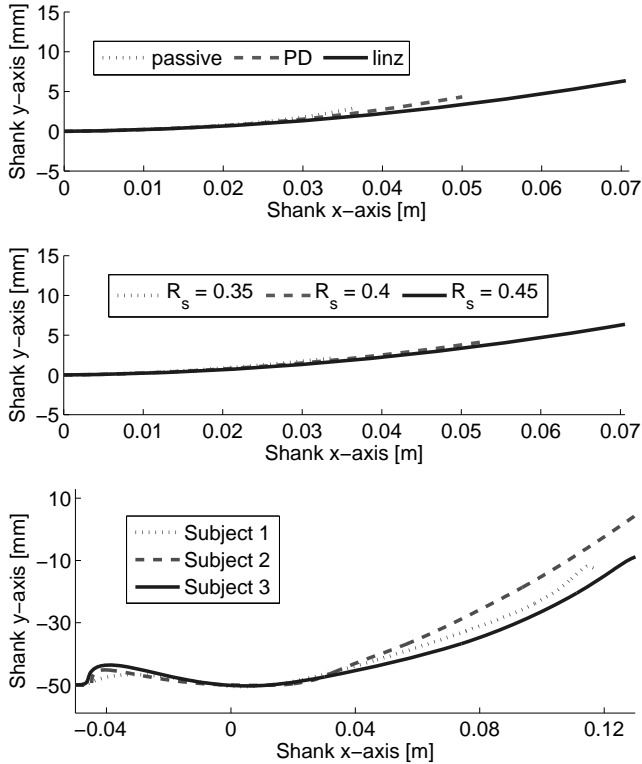 15
10
5
0
−5
Shank y−axis [mm]
passive PD linz
0 0.01 0.02 0.03 0.04 0.05 0.06 0.07
Shank x−axis [m]
15
10
5
0
−5
Shank y−axis [mm]
R_s = 0.35 R_s = 0.4 R_s = 0.45
0 0.01 0.02 0.03 0.04 0.05 0.06 0.07
Shank x−axis [m]
10
−10
−30
−50
Shank y−axis [mm]
Subject 1
Subject 2
Subject 3
−0.04 0 0.04 0.08 0.12
Shank x−axis [m]